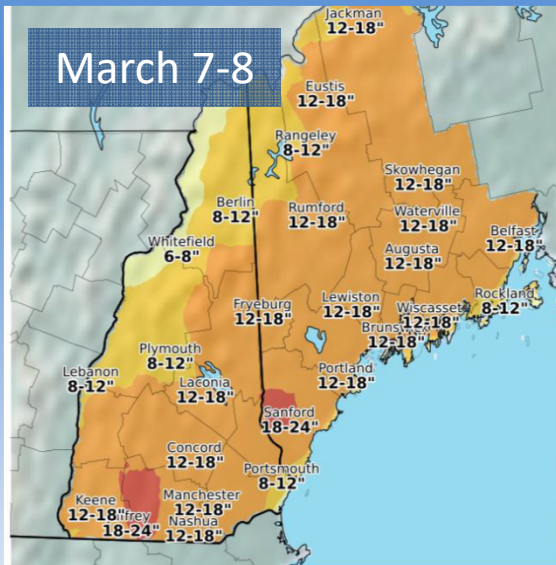 March 7-8
Jackman
12-18"
Eustis
12-18"
Rangeley
8-12"
Skowhegan
12-18"
Berlin
8-12"
Rumford
12-18"
Waterville
12-18"
Belfast
12-18"
Whitefield
6-8"
Augusta
12-18"
Fryeburg
12-18"
Lewiston
12-18"
Wiscasset
12-18"
Rockland
8-12"
Brunswick
12-18"
Plymouth
8-12"
Lebanon
8-12"
Laconia
12-18"
Portland
12-18"
Sanford
18-24"
Concord
12-18"
Portsmouth
8-12"
Keene
12-18"
Manchester
12-18"
ffrey
18-24"
Nashua
12-18"